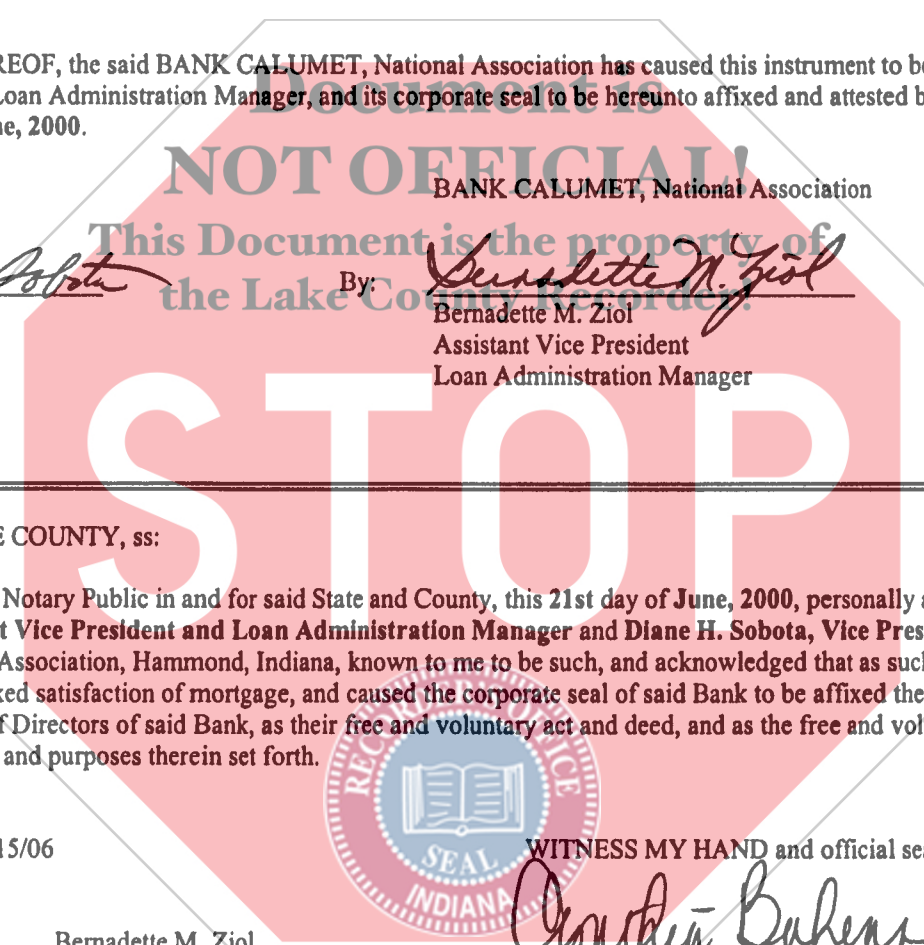 REOF, the said BANK CALUMET, National Association has caused this instrument to be
Loan Administration Manager, and its corporate seal to be hereunto affixed and attested b
ne, 2000.
Document is
NOT OFFICIAL!
BANK CALUMET, National Association
This Document is the property of
the Lake County Recorder!
Sobota
By: Bernadette M. Ziol
Bernadette M. Ziol
Assistant Vice President
Loan Administration Manager
STOP
E COUNTY, ss:
Notary Public in and for said State and County, this 21st day of June, 2000, personally a
t Vice President and Loan Administration Manager and Diane H. Sobota, Vice Pres
Association, Hammond, Indiana, known to me to be such, and acknowledged that as such
xed satisfaction of mortgage, and caused the corporate seal of said Bank to be affixed the
f Directors of said Bank, as their free and voluntary act and deed, and as the free and vol
and purposes therein set forth.
SEAL
INDIANA
15/06
WITNESS MY HAND and official se
Bernadette M. Ziol